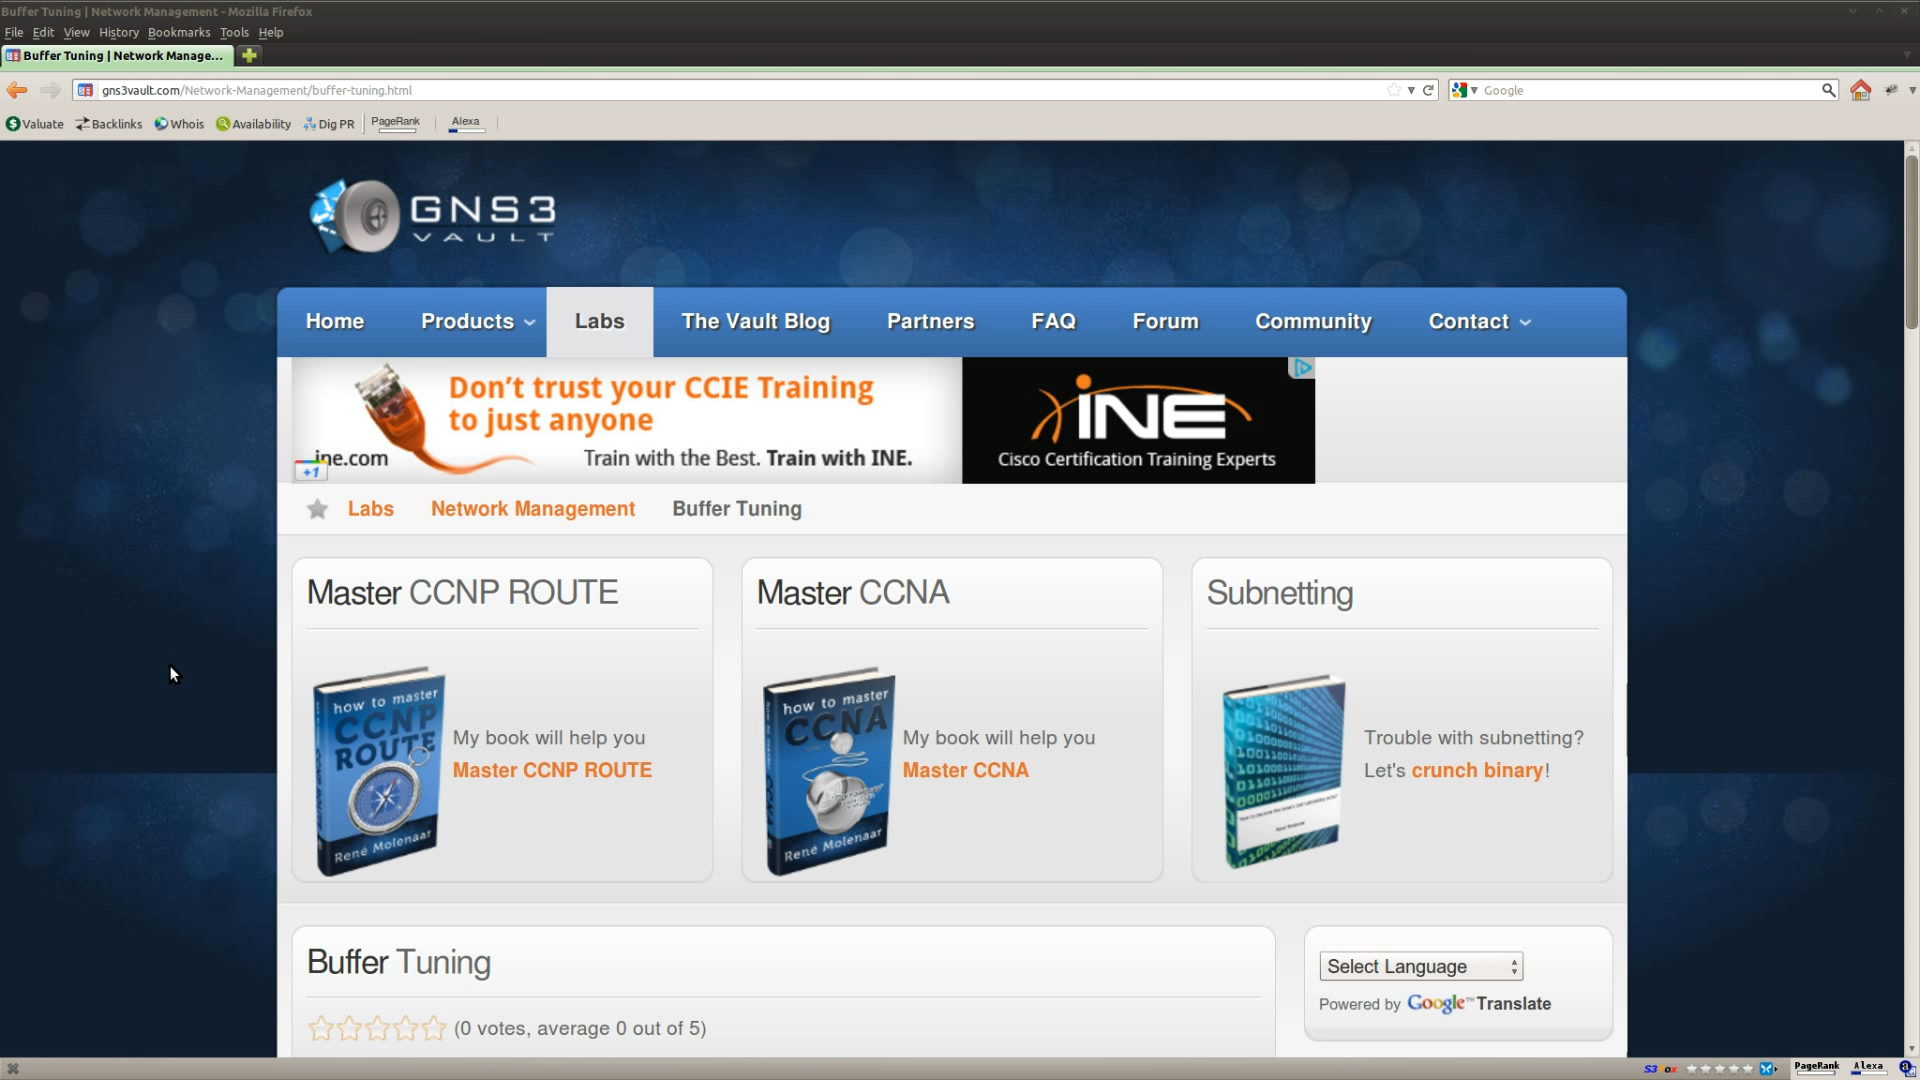 Buffer Tuning | Network Management - Mozilla Firefox
File Edit View History Bookmarks Tools Help
Buffer Tuning | Network Manage...
gns3vault.com/Network-Management/buffer-tuning.html
Google
Valuate Backlinks Whois Availability Dig PR PageRank Alexa
GNS3
VAULT
Home Products Labs The Vault Blog Partners FAQ Forum Community Contact
Don't trust your CCIE Training
to just anyone
ine.com
+1
Train with the Best. Train with INE.
INE
Cisco Certification Training Experts
Labs Network Management Buffer Tuning
Master CCNP ROUTE
how to master
CCNP
ROUTE
René Molenaar
My book will help you
Master CCNP ROUTE
Master CCNA
how to master
CCNA
René Molenaar
My book will help you
Master CCNA
Subnetting
Trouble with subnetting?
Let's crunch binary!
Buffer Tuning
(0 votes, average 0 out of 5)
Select Language
Powered by Google™ Translate
PageRank Alexa